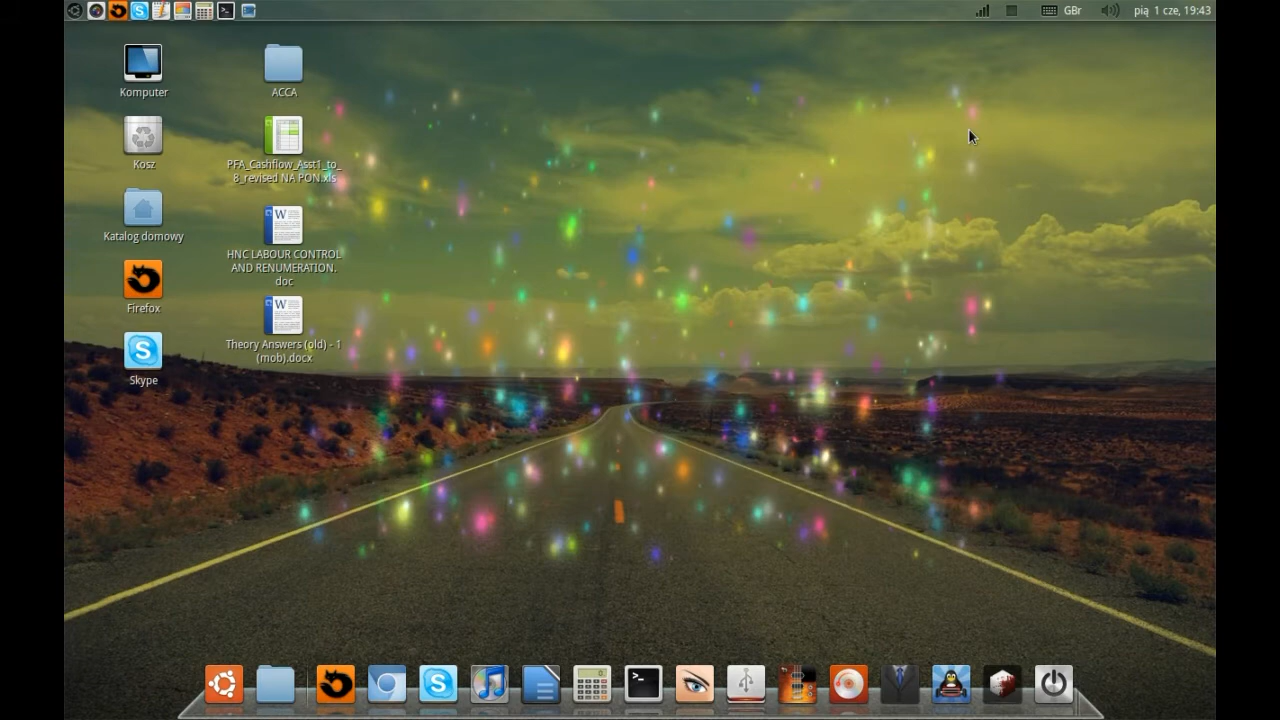 GBr
pią 1 cze, 19:43
Komputer
ACCA
Kosz
PFA_Cashflow_Asst1_to_
8_revised NA PON.xls
Katalog domowy
HNC LABOUR CONTROL
AND RENUMERATION.
doc
Firefox
Theory Answers (old) - 1
(mob).docx
Skype